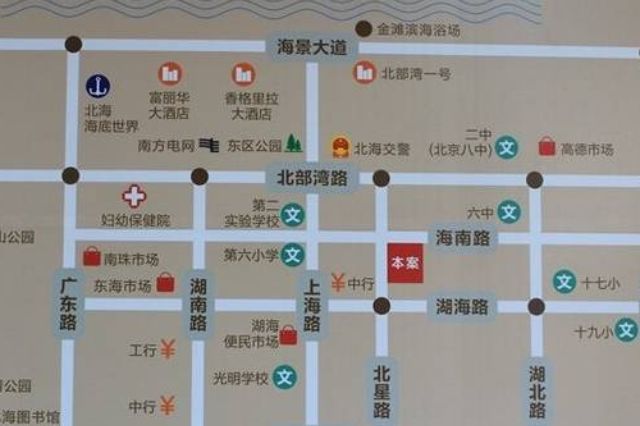 金滩滨海浴场
海景大道
北部湾一号
富丽华
大酒店
香格里拉
大酒店
北海
海底世界
南方电网
东区公园
北海交警
二中
(北京八中)
高德市场
北部湾路
妇幼保健院
第二
实验学校
六中
山公园
海南路
南珠市场
第六小学
本案
东海市场
中行
十七小
广东路
湖南路
上海路
湖海路
湖海
便民市场
十九小
工行
光明学校
北星路
湖北路
公园
中行
海图书馆